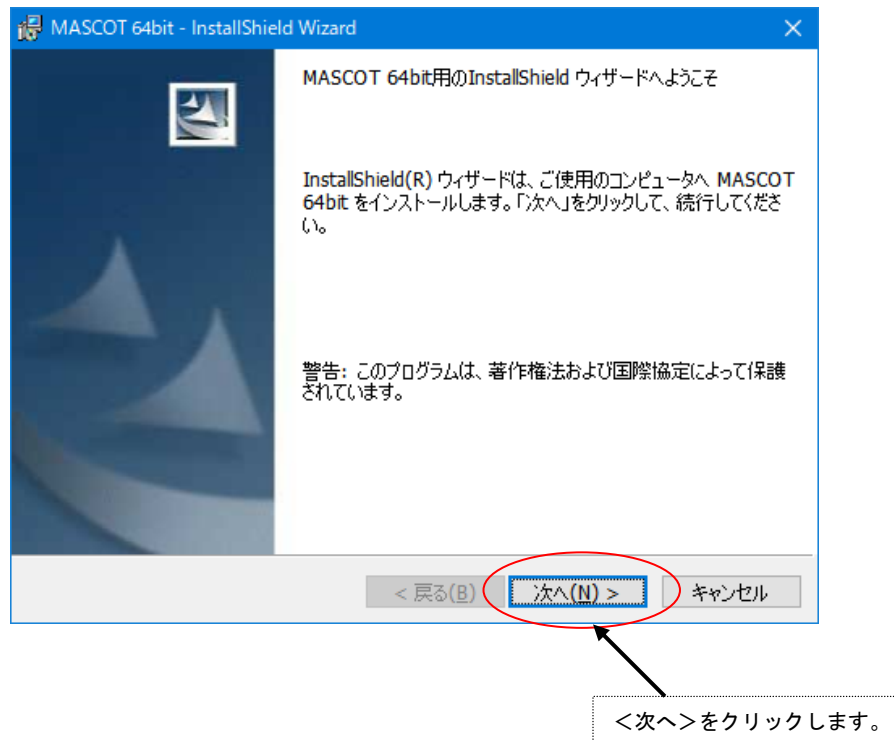 MASCOT 64bit - InstallShield Wizard
MASCOT 64bit用のInstallShield ウィザードへようこそ
InstallShield(R) ウィザードは、ご使用のコンピュータへ MASCOT
64bit をインストールします。「次へ」をクリックして、続行してくださ
い。
警告: このプログラムは、著作権法および国際協定によって保護
されています。
< 戻る(B) 次へ(N) > キャンセル
＜次へ＞をクリックします。